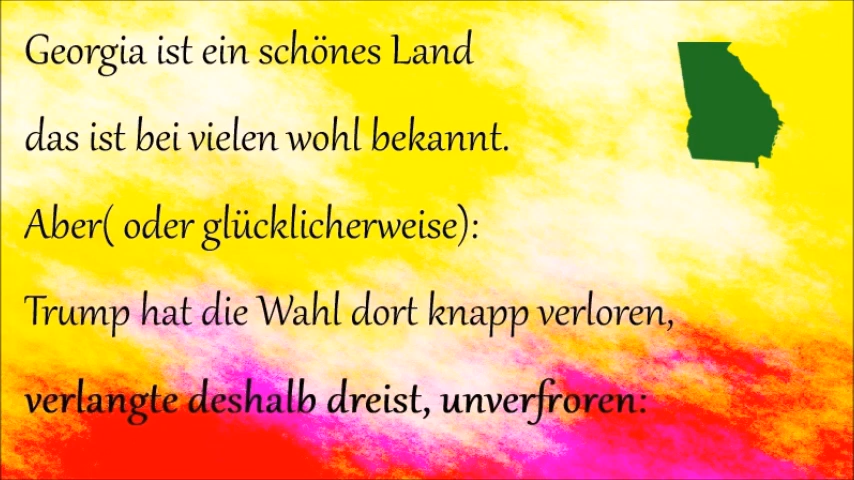 Georgia ist ein schönes Land
das ist bei vielen wohl bekannt.
Aber( oder glücklicherweise):
Trump hat die Wahl dort knapp verloren,
verlangte deshalb dreist, unverfroren: